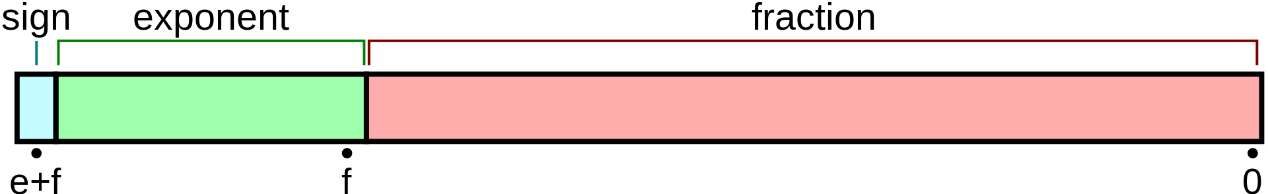 sign exponent fraction
e+f f 0